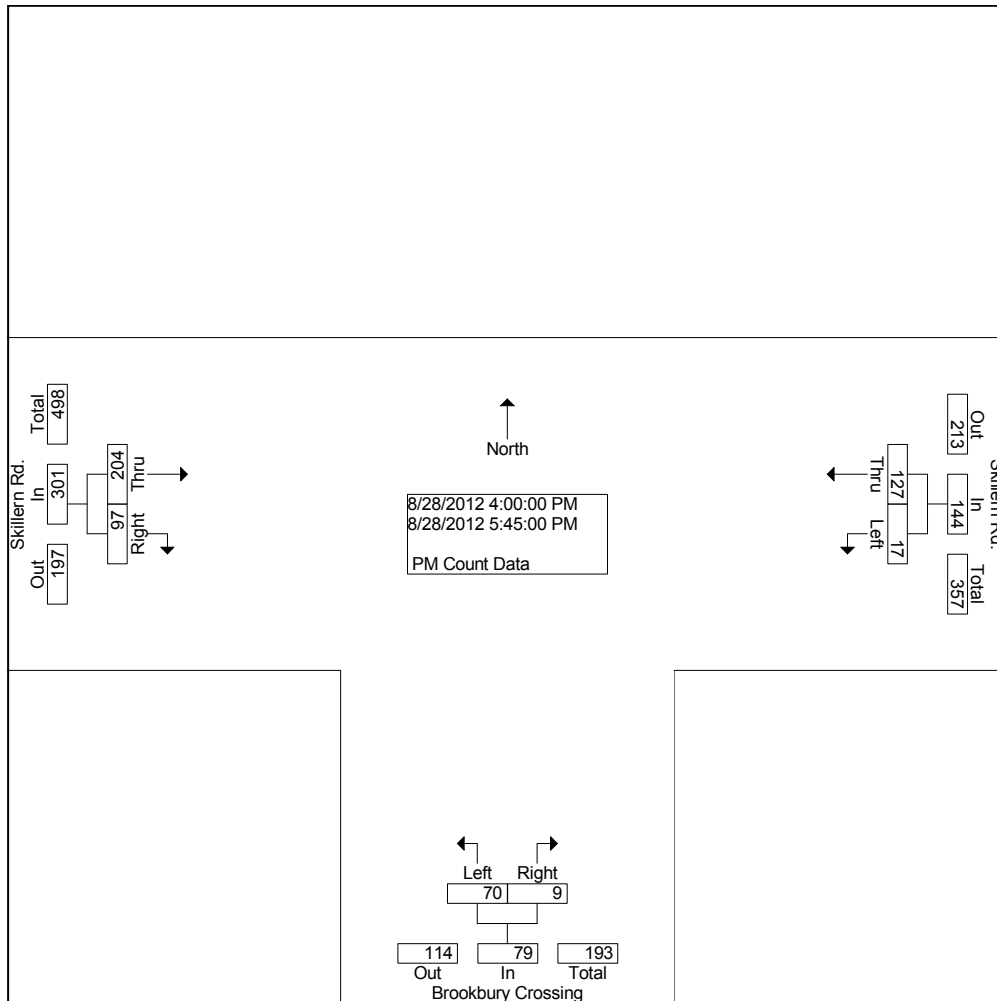 Skillern Rd.
Total
498
In
301
Out
197
204
Thru
97
Right
North
8/28/2012 4:00:00 PM
8/28/2012 5:45:00 PM
PM Count Data
Thru
127
Left
17
Skillern Rd.
Out
213
In
144
Total
357
Left Right
70 9
114 79 193
Out In Total
Brookbury Crossing